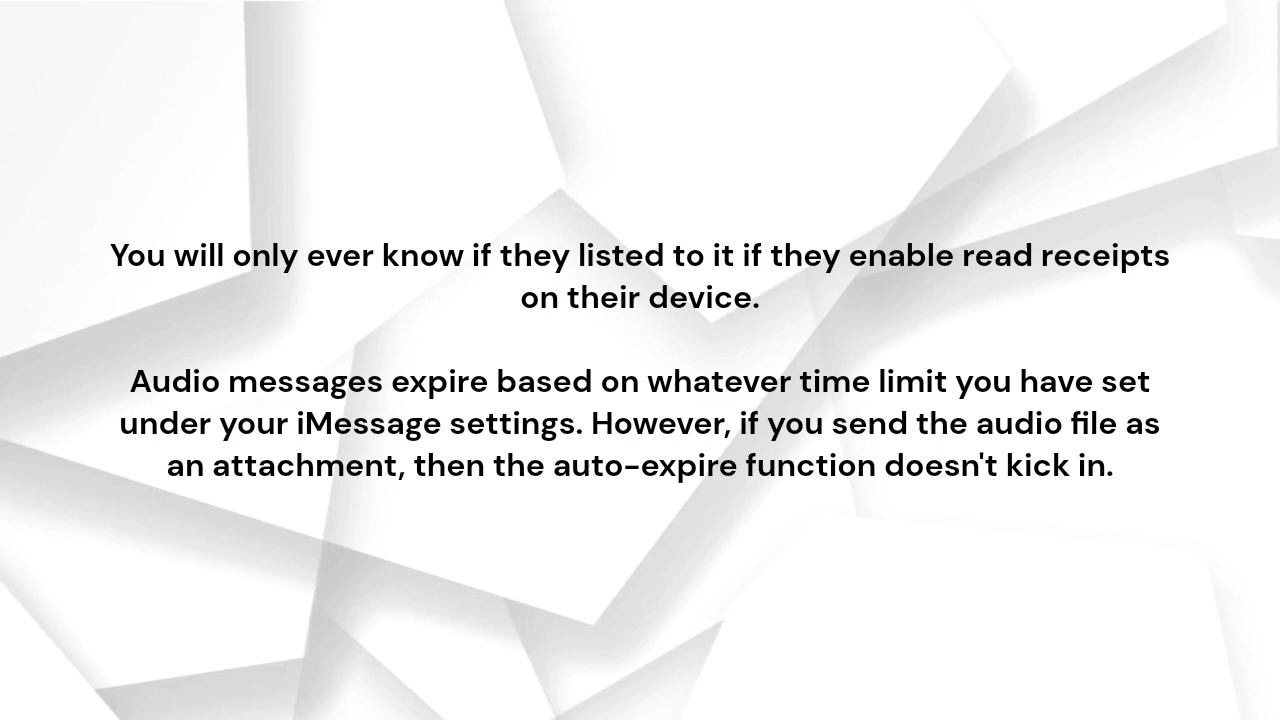 You will only ever know if they listed to it if they enable read receipts
on their device.
Audio messages expire based on whatever time limit you have set
under your iMessage settings. However, if you send the audio file as
an attachment, then the auto-expire function doesn't kick in.